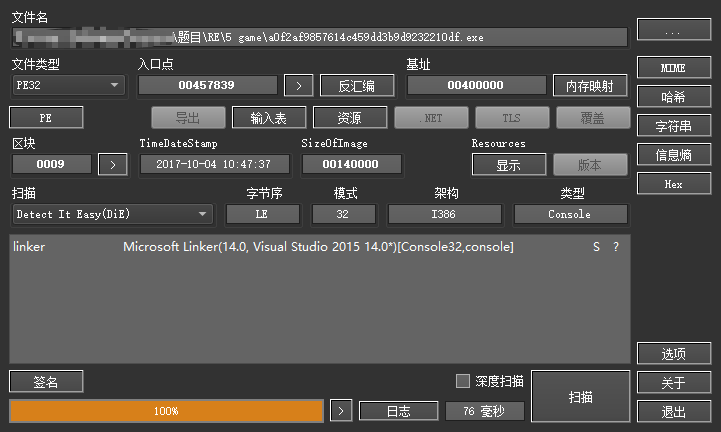 文件名
\题目\RE\5 game\a0f2af9857614c459dd3b9d9232210df.exe
...
文件类型 入口点 基址
PE32 00457839 > 反汇编 00400000 内存映射
MIME
PE 导出 输入表 资源 .NET TLS 覆盖
哈希
区块 TimeDateStamp SizeOfImage Resources
字符串
0009 > 2017-10-04 10:47:37 00140000 显示 版本
信息熵
扫描 字节序 模式 架构 类型
Hex
Detect It Easy(DiE) LE 32 I386 Console
linker Microsoft Linker(14.0, Visual Studio 2015 14.0*)[Console32,console] S ?
选项
签名 深度扫描 扫描
关于
100% > 日志 76 毫秒
退出